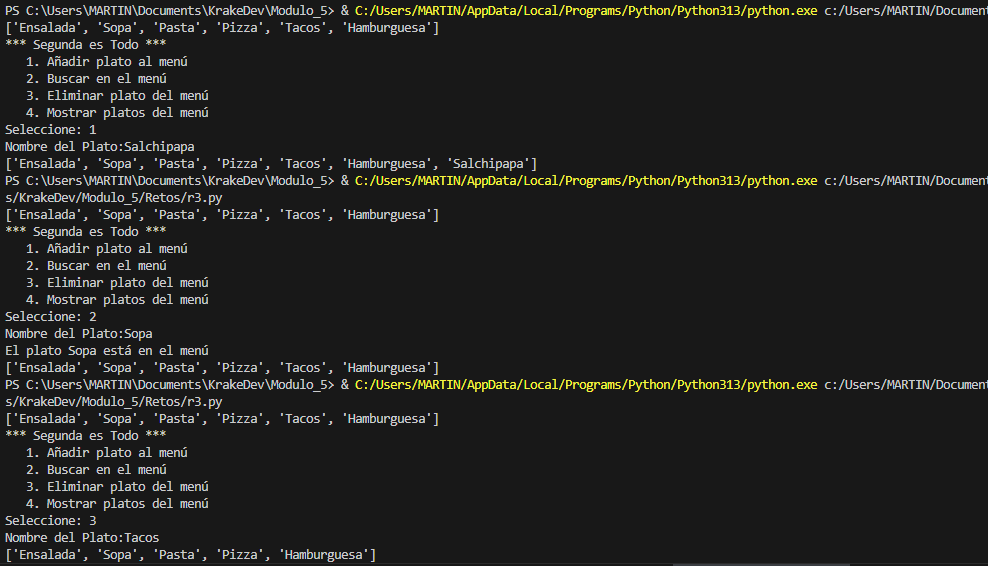 PS C:\Users\MARTIN\Documents\KrakeDev\Modulo_5> & C:/Users/MARTIN/AppData/Local/Programs/Python/Python313/python.exe c:/Users/MARTIN/Document
['Ensalada', 'Sopa', 'Pasta', 'Pizza', 'Tacos', 'Hamburguesa']
*** Segunda es Todo ***
   1. Añadir plato al menú
   2. Buscar en el menú
   3. Eliminar plato del menú
   4. Mostrar platos del menú
Seleccione: 1
Nombre del Plato:Salchipapa
['Ensalada', 'Sopa', 'Pasta', 'Pizza', 'Tacos', 'Hamburguesa', 'Salchipapa']
PS C:\Users\MARTIN\Documents\KrakeDev\Modulo_5> & C:/Users/MARTIN/AppData/Local/Programs/Python/Python313/python.exe c:/Users/MARTIN/Document
s/KrakeDev/Modulo_5/Retos/r3.py
['Ensalada', 'Sopa', 'Pasta', 'Pizza', 'Tacos', 'Hamburguesa']
*** Segunda es Todo ***
   1. Añadir plato al menú
   2. Buscar en el menú
   3. Eliminar plato del menú
   4. Mostrar platos del menú
Seleccione: 2
Nombre del Plato:Sopa
El plato Sopa está en el menú
['Ensalada', 'Sopa', 'Pasta', 'Pizza', 'Tacos', 'Hamburguesa']
PS C:\Users\MARTIN\Documents\KrakeDev\Modulo_5> & C:/Users/MARTIN/AppData/Local/Programs/Python/Python313/python.exe c:/Users/MARTIN/Document
s/KrakeDev/Modulo_5/Retos/r3.py
['Ensalada', 'Sopa', 'Pasta', 'Pizza', 'Tacos', 'Hamburguesa']
*** Segunda es Todo ***
   1. Añadir plato al menú
   2. Buscar en el menú
   3. Eliminar plato del menú
   4. Mostrar platos del menú
Seleccione: 3
Nombre del Plato:Tacos
['Ensalada', 'Sopa', 'Pasta', 'Pizza', 'Hamburguesa']